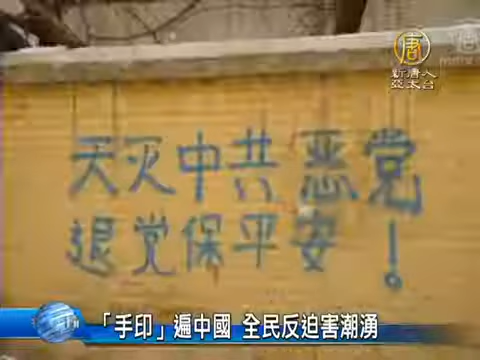 唐
新唐人
亞太台
天灭中共恶党
退党保平安！
「手印」遍中國 全民反迫害潮湧